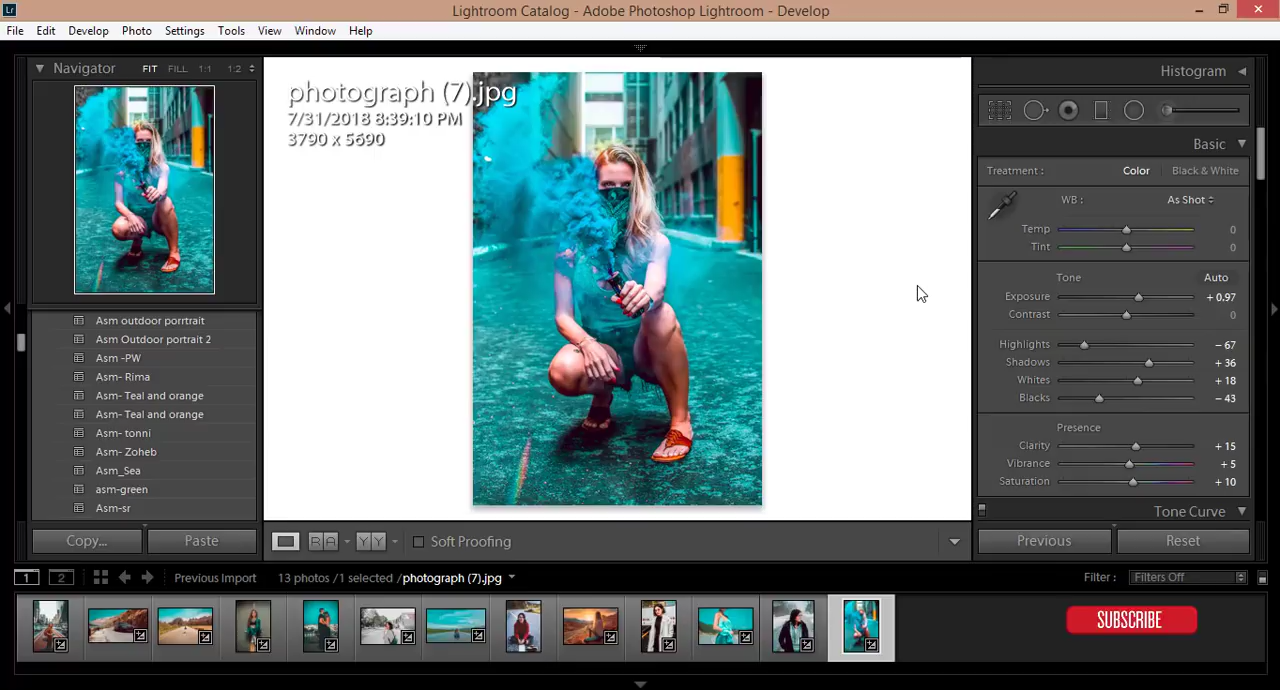 Lr
Lightroom Catalog - Adobe Photoshop Lightroom - Develop
File Edit Develop Photo Settings Tools View Window Help
Navigator FIT FILL 1:1 1:2
Asm outdoor porrtrait
Asm Outdoor portrait 2
Asm -PW
Asm- Rima
Asm- Teal and orange
Asm- Teal and orange
Asm- tonni
Asm- Zoheb
Asm_Sea
asm-green
Asm-sr
Copy... Paste
photograph (7).jpg
7/31/2018 8:39:10 PM
3790 x 5690
R A Y Y Soft Proofing
Histogram
Basic
Treatment : Color Black & White
WB : As Shot
Temp 0
Tint 0
Tone Auto
Exposure + 0.97
Contrast 0
Highlights − 67
Shadows + 36
Whites + 18
Blacks − 43
Presence
Clarity + 15
Vibrance + 5
Saturation + 10
Tone Curve
Previous Reset
1 2 Previous Import 13 photos /1 selected /photograph (7).jpg Filter : Filters Off
SUBSCRIBE